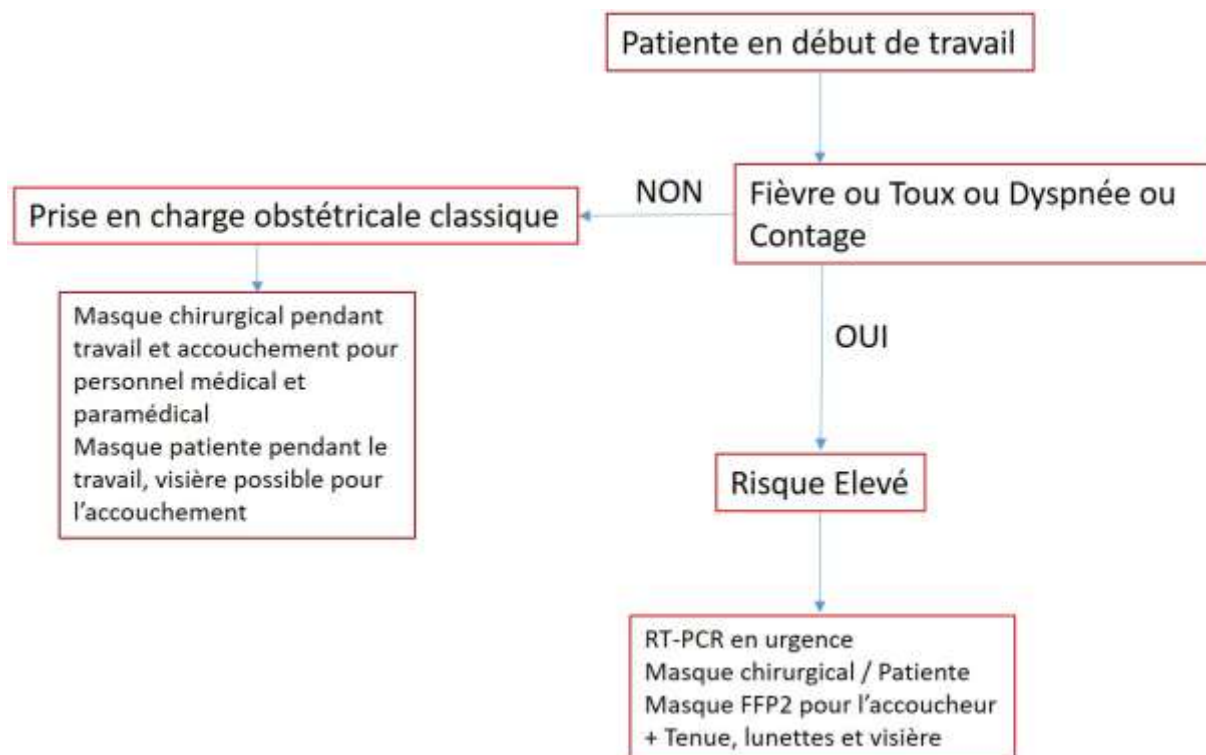 Patiente en début de travail
Fièvre ou Toux ou Dyspnée ou
Contage
NON
Prise en charge obstétricale classique
Masque chirurgical pendant
travail et accouchement pour
personnel médical et
paramédical
Masque patiente pendant le
travail, visière possible pour
l’accouchement
OUI
Risque Elevé
RT-PCR en urgence
Masque chirurgical / Patiente
Masque FFP2 pour l’accoucheur
+ Tenue, lunettes et visière